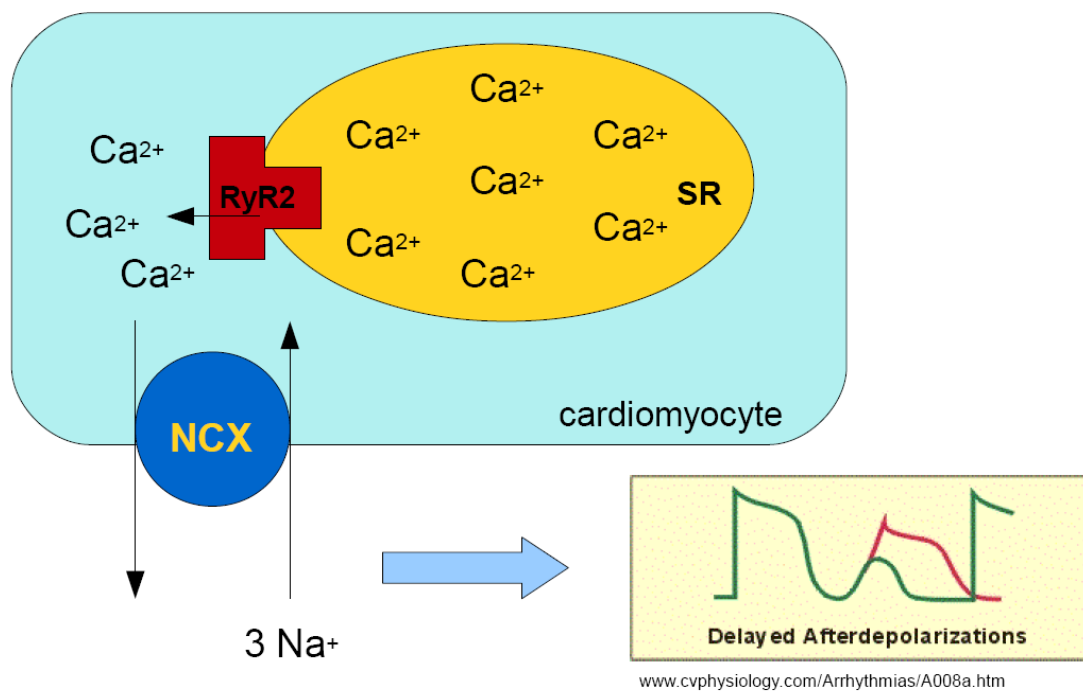 Ca2+
Ca2+ Ca2+
Ca2+
RyR2 Ca2+ SR
Ca2+ Ca2+ Ca2+
Ca2+ Ca2+
NCX
cardiomyocyte
3 Na+
Delayed Afterdepolarizations
www.cvphysiology.com/Arrhythmias/A008a.htm